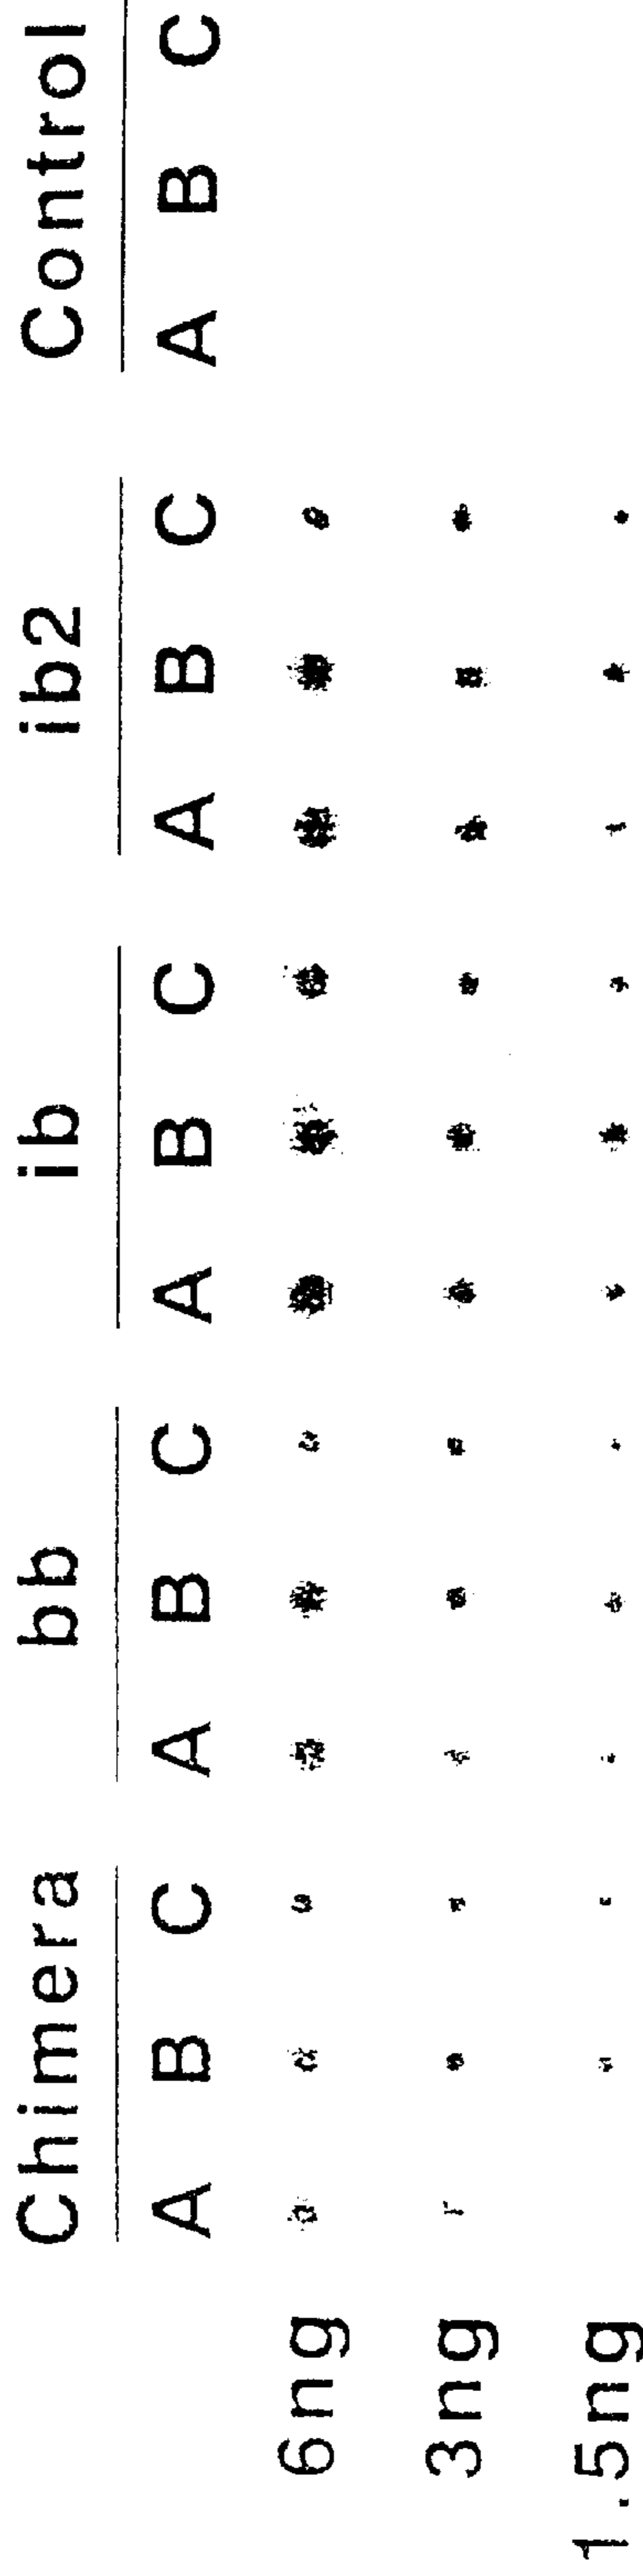 Chimera bb ib ib2 Control
A B C A B C A B C A B C A B C
6ng
3ng
1.5ng